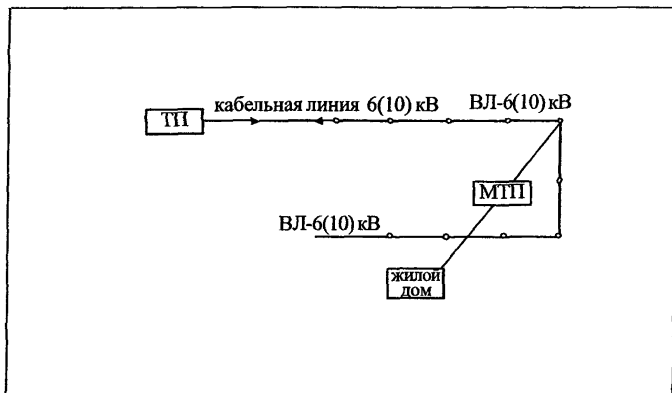 кабельная линия 6(10) кВ
ВЛ-6(10) кВ
ТП
МТП
ВЛ-6(10) кВ
жилой
дом